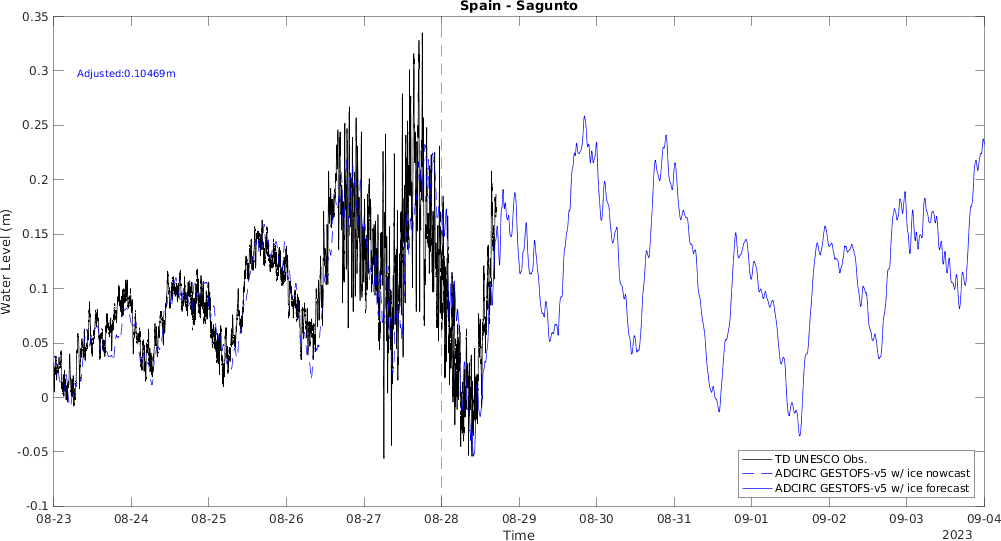 Spain - Sagunto
0.35
0.3
0.25
0.2
0.15
0.1
0.05
0
-0.05
-0.1
Water Level (m)
Adjusted:0.10469m
TD UNESCO Obs.
ADCIRC GESTOFS-v5 w/ ice nowcast
ADCIRC GESTOFS-v5 w/ ice forecast
08-23 08-24 08-25 08-26 08-27 08-28 08-29 08-30 08-31 09-01 09-02 09-03 09-04
Time
2023